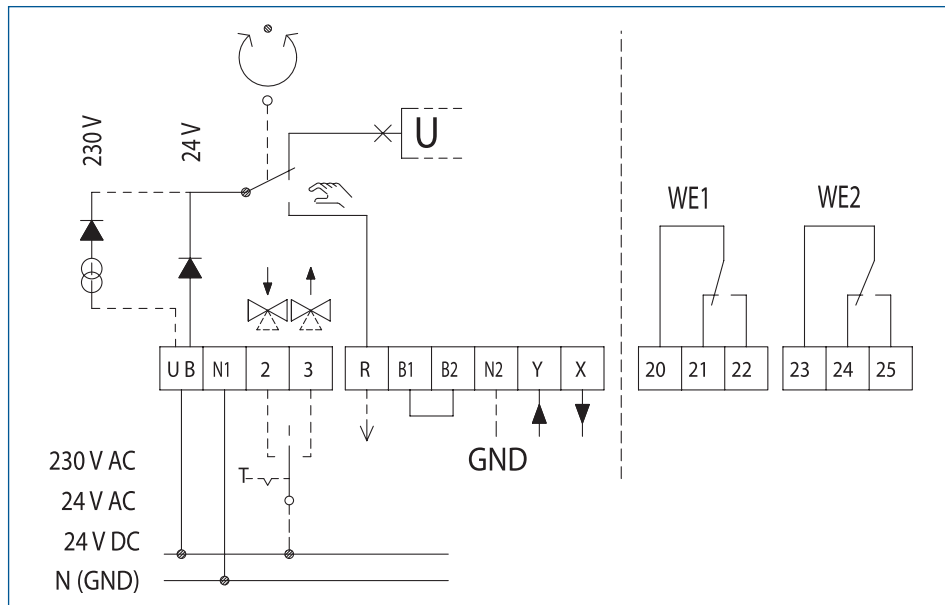 230 V
24 V
U
WE1
WE2
U B
N1
2
3
R
B1
B2
N2
Y
X
20
21
22
23
24
25
GND
230 V AC
T
24 V AC
24 V DC
N (GND)